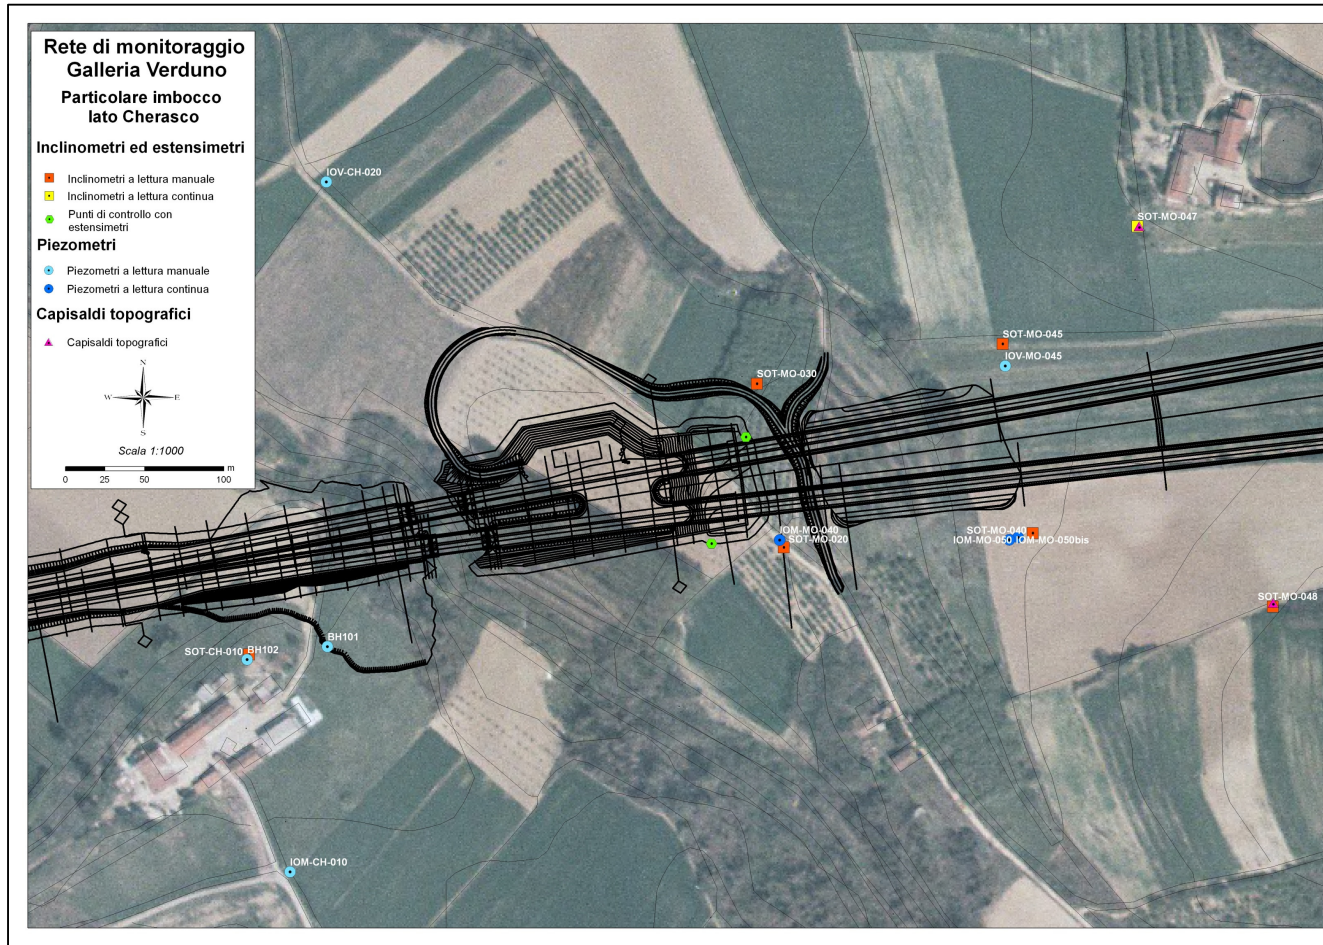 Rete di monitoraggio
Galleria Verduno
Particolare imbocco
lato Cherasco
Inclinometri ed estensimetri
Inclinometri a lettura manuale
Inclinometri a lettura continua
Punti di controllo con
estensimetri
Piezometri
Piezometri a lettura manuale
Piezometri a lettura continua
Capisaldi topografici
Capisaldi topografici
N
W E
S
Scala 1:1000
m
0 25 50 100
IOV-CH-020
SOT-MO-047
SOT-MO-045
IOV-MO-045
SOT-MO-030
IOM-MO-040
SOT-MO-020
SOT-MO-040
IOM-MO-050 IOM-MO-050bis
SOT-MO-048
BH101
SOT-CH-010 BH102
IOM-CH-010